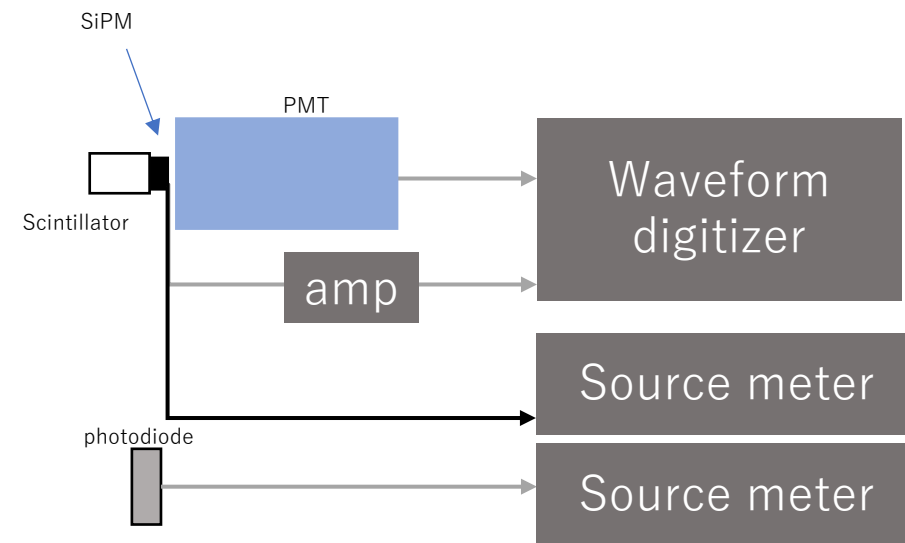 SiPM
PMT
Waveform
digitizer
Scintillator
amp
Source meter
photodiode
Source meter